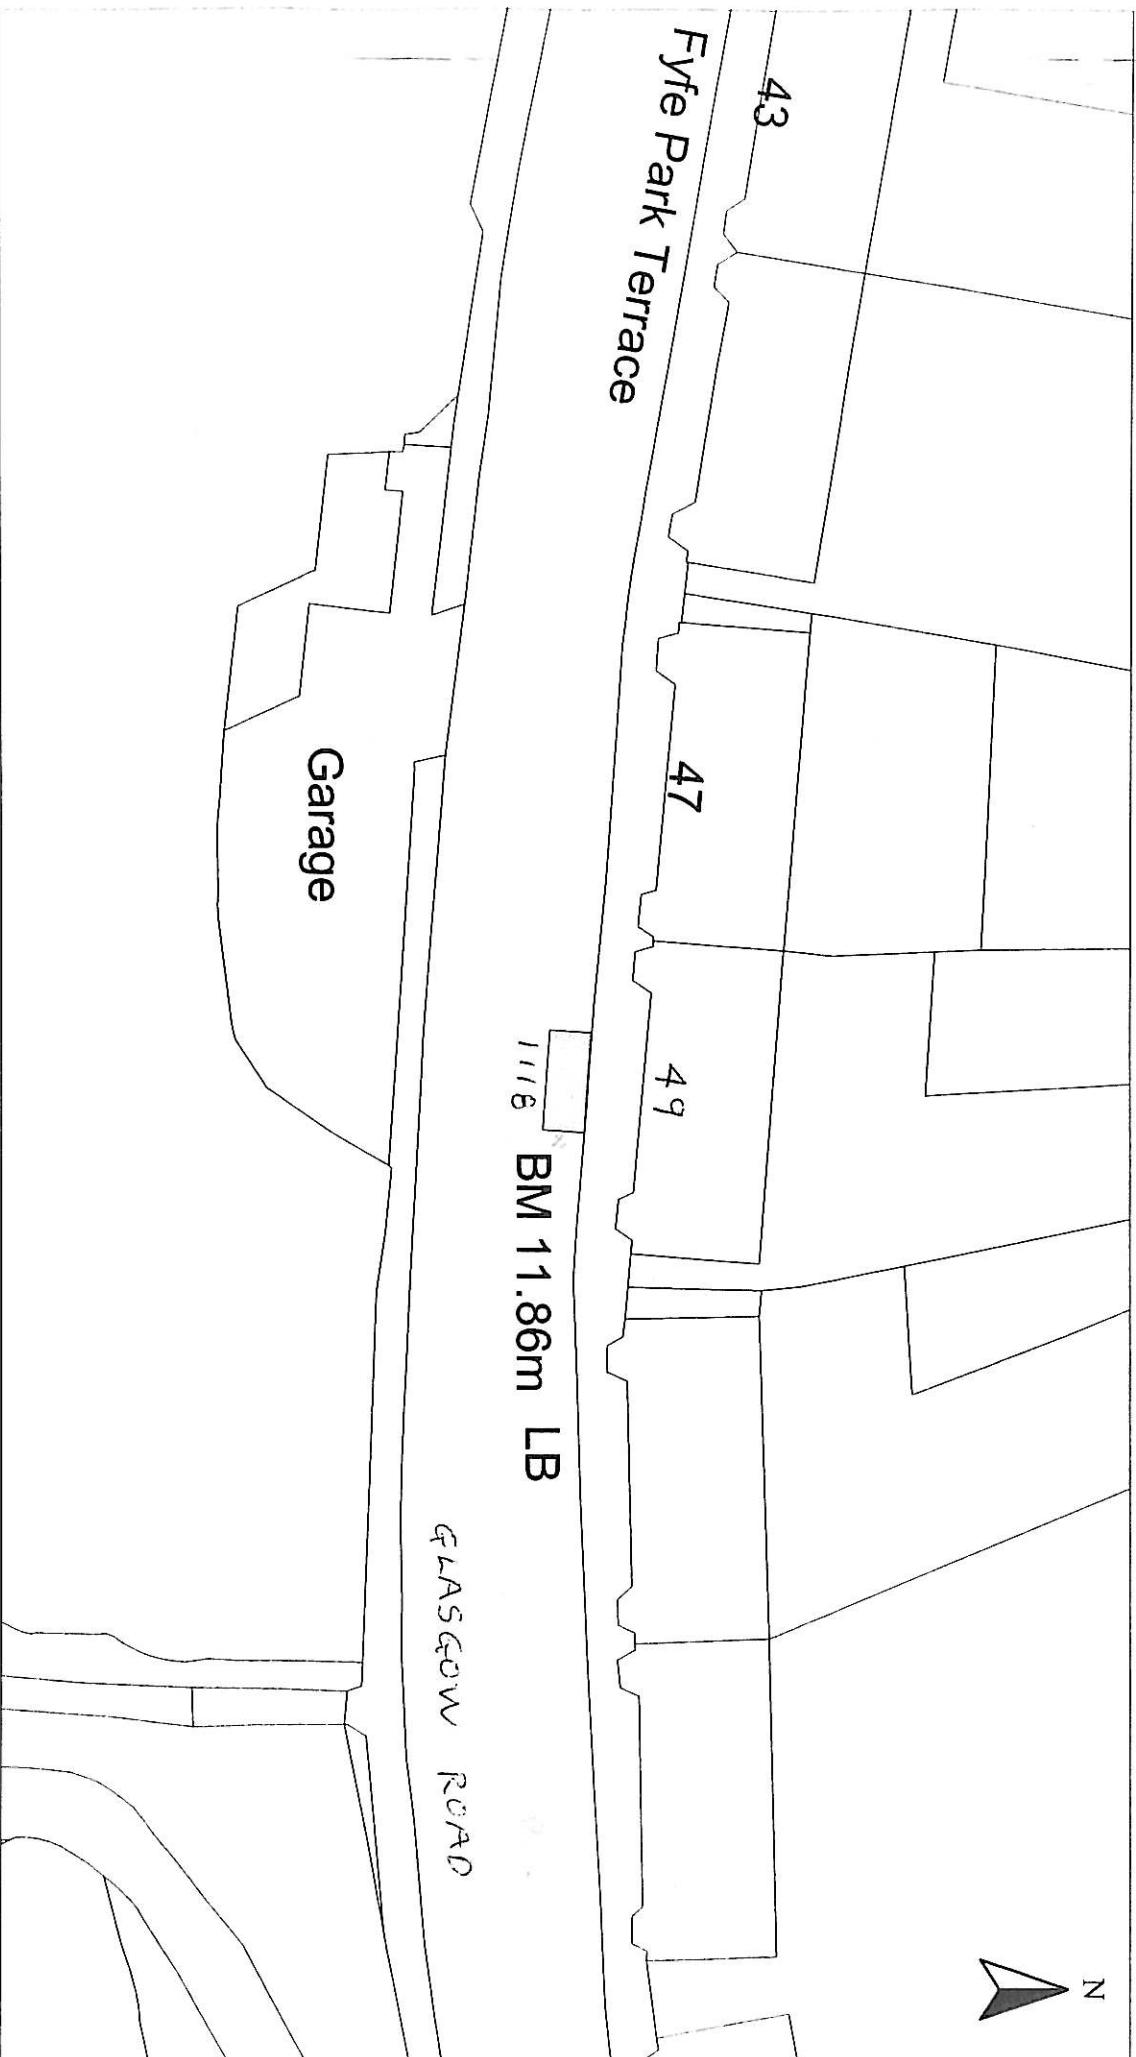 N
43
Fyfe Park Terrace
47
49
1118
BM 11.86m LB
Garage
GLASGOW ROAD